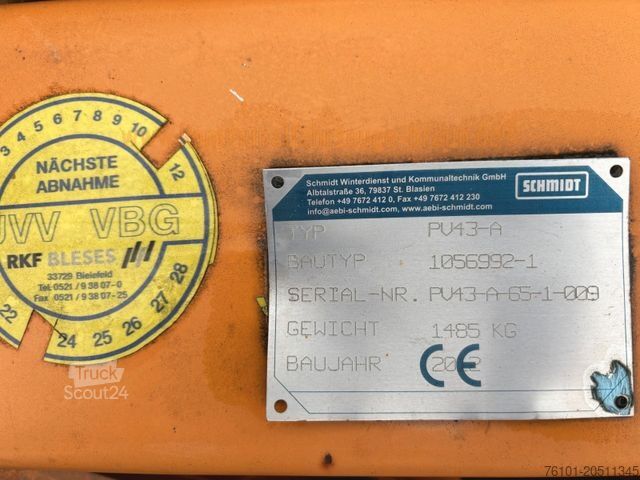 3 4 5 6 7 8 9 10
12
NÄCHSTE
ABNAHME
UVV VBG
RKF BLESES
33729 Bielefeld
Tel. 0521 / 9 38 07-0
Fax 0521 / 9 38 07-25
22 24 25 26 27 28
Schmidt Winterdienst und Kommunaltechnik GmbH
Albtalstraße 36, 79837 St. Blasien
Telefon +49 7672 412 0, Fax +49 7672 412 230
info@aebi-schmidt.com, www.aebi-schmidt.com
SCHMIDT
TYP PV43-A
BAUTYP 1056992-1
SERIAL-NR. PV43-A-65-1-009
GEWICHT 1485 KG
BAUJAHR
CE
Truck
Scout24
76101-20511345